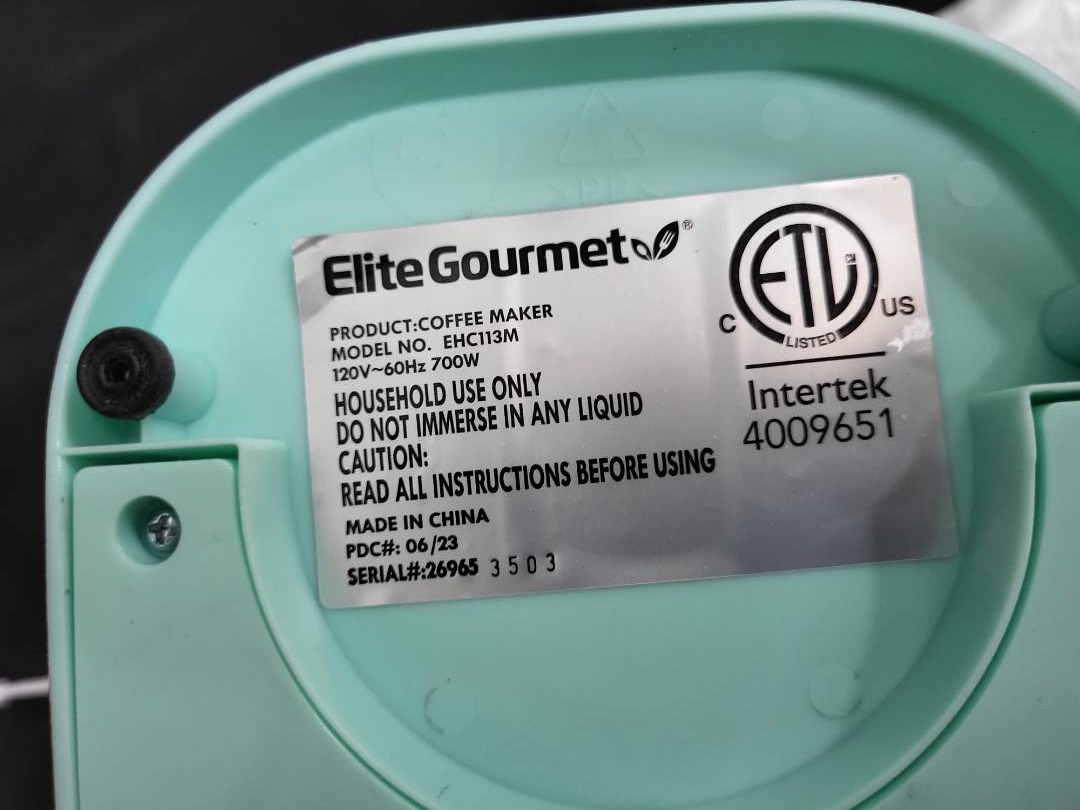 >PP<
Elite Gourmet®
PRODUCT:COFFEE MAKER
MODEL NO. EHC113M
120V~60Hz 700W
HOUSEHOLD USE ONLY
DO NOT IMMERSE IN ANY LIQUID
CAUTION:
READ ALL INSTRUCTIONS BEFORE USING
MADE IN CHINA
PDC#: 06/23
SERIAL#:26965 3503
ETL CM
LISTED
C US
Intertek
4009651